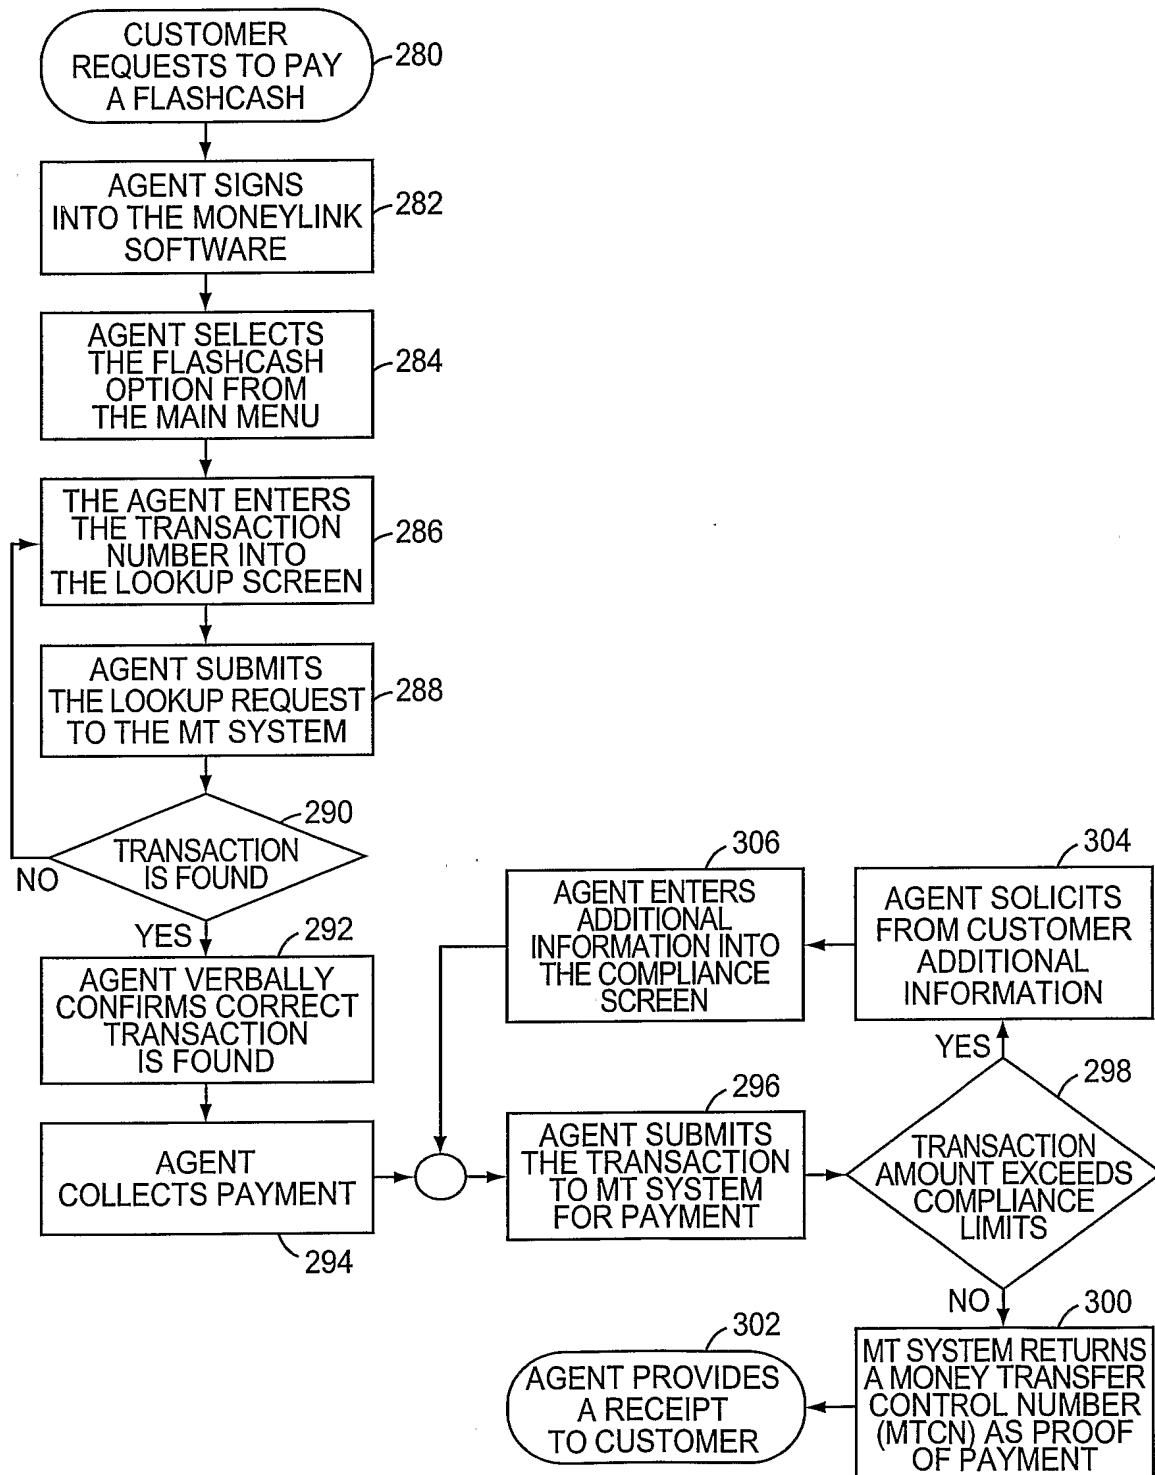 CUSTOMER
REQUESTS TO PAY
A FLASHCASH
280
AGENT SIGNS
INTO THE MONEYLINK
SOFTWARE
282
AGENT SELECTS
THE FLASHCASH
OPTION FROM
THE MAIN MENU
284
THE AGENT ENTERS
THE TRANSACTION
NUMBER INTO
THE LOOKUP SCREEN
286
AGENT SUBMITS
THE LOOKUP REQUEST
TO THE MT SYSTEM
288
290
TRANSACTION
IS FOUND
NO
YES
292
AGENT VERBALLY
CONFIRMS CORRECT
TRANSACTION
IS FOUND
AGENT
COLLECTS PAYMENT
294
296
AGENT SUBMITS
THE TRANSACTION
TO MT SYSTEM
FOR PAYMENT
298
TRANSACTION
AMOUNT EXCEEDS
COMPLIANCE
LIMITS
YES
304
AGENT SOLICITS
FROM CUSTOMER
ADDITIONAL
INFORMATION
306
AGENT ENTERS
ADDITIONAL
INFORMATION INTO
THE COMPLIANCE
SCREEN
NO
300
MT SYSTEM RETURNS
A MONEY TRANSFER
CONTROL NUMBER
(MTCN) AS PROOF
OF PAYMENT
302
AGENT PROVIDES
A RECEIPT
TO CUSTOMER